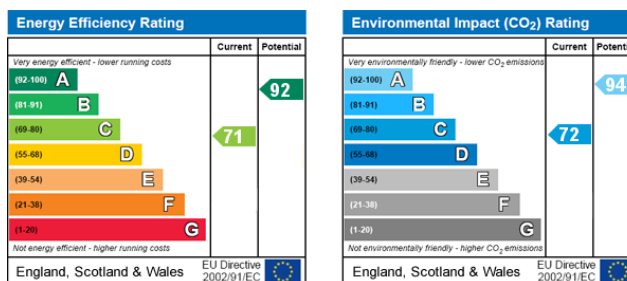 Energy Efficiency Rating
Current Potential
Very energy efficient - lower running costs
(92-100) A
92
(81-91) B
(69-80) C
71
(55-68) D
(39-54) E
(21-38) F
(1-20) G
Not energy efficient - higher running costs
England, Scotland & Wales
EU Directive
2002/91/EC
Environmental Impact (CO₂) Rating
Current Potenti
Very environmentally friendly - lower CO₂ emissions
(92-100) A
94
(81-91) B
(69-80) C
72
(55-68) D
(39-54) E
(21-38) F
(1-20) G
Not environmentally friendly - higher CO₂ emissions
England, Scotland & Wales
EU Directive
2002/91/EC